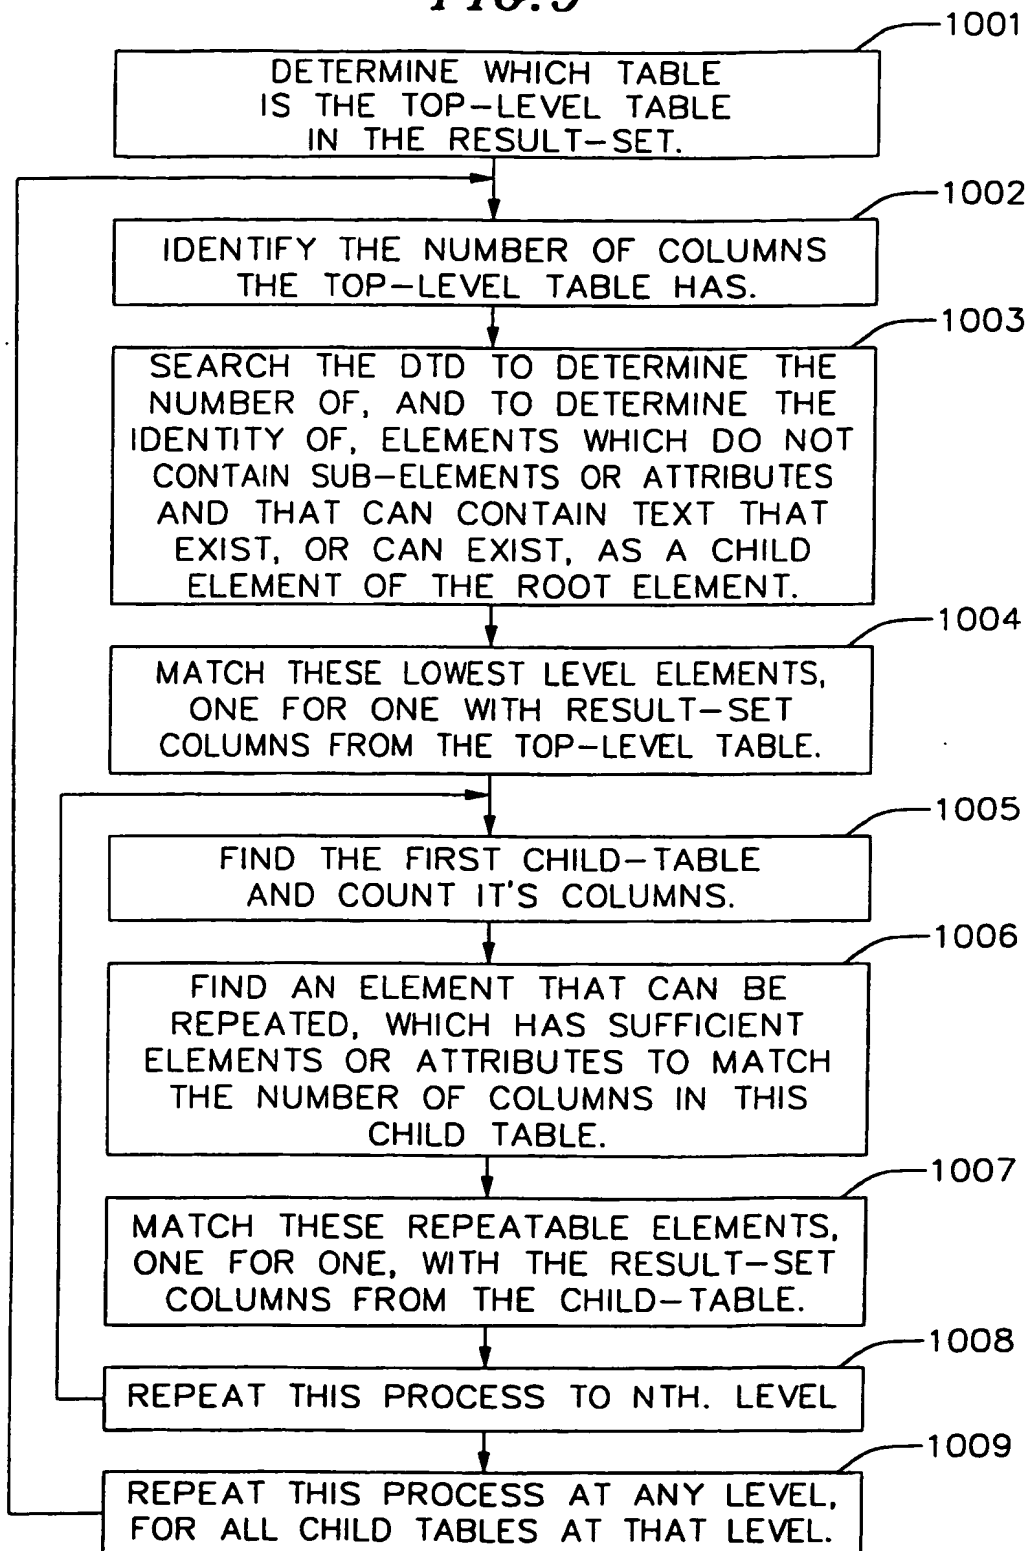 1001
DETERMINE WHICH TABLE
IS THE TOP-LEVEL TABLE
IN THE RESULT-SET.
1002
IDENTIFY THE NUMBER OF COLUMNS
THE TOP-LEVEL TABLE HAS.
1003
SEARCH THE DTD TO DETERMINE THE
NUMBER OF, AND TO DETERMINE THE
IDENTITY OF, ELEMENTS WHICH DO NOT
CONTAIN SUB-ELEMENTS OR ATTRIBUTES
AND THAT CAN CONTAIN TEXT THAT
EXIST, OR CAN EXIST, AS A CHILD
ELEMENT OF THE ROOT ELEMENT.
1004
MATCH THESE LOWEST LEVEL ELEMENTS,
ONE FOR ONE WITH RESULT-SET
COLUMNS FROM THE TOP-LEVEL TABLE.
1005
FIND THE FIRST CHILD-TABLE
AND COUNT IT'S COLUMNS.
1006
FIND AN ELEMENT THAT CAN BE
REPEATED, WHICH HAS SUFFICIENT
ELEMENTS OR ATTRIBUTES TO MATCH
THE NUMBER OF COLUMNS IN THIS
CHILD TABLE.
1007
MATCH THESE REPEATABLE ELEMENTS,
ONE FOR ONE, WITH THE RESULT-SET
COLUMNS FROM THE CHILD-TABLE.
1008
REPEAT THIS PROCESS TO NTH. LEVEL
1009
REPEAT THIS PROCESS AT ANY LEVEL,
FOR ALL CHILD TABLES AT THAT LEVEL.